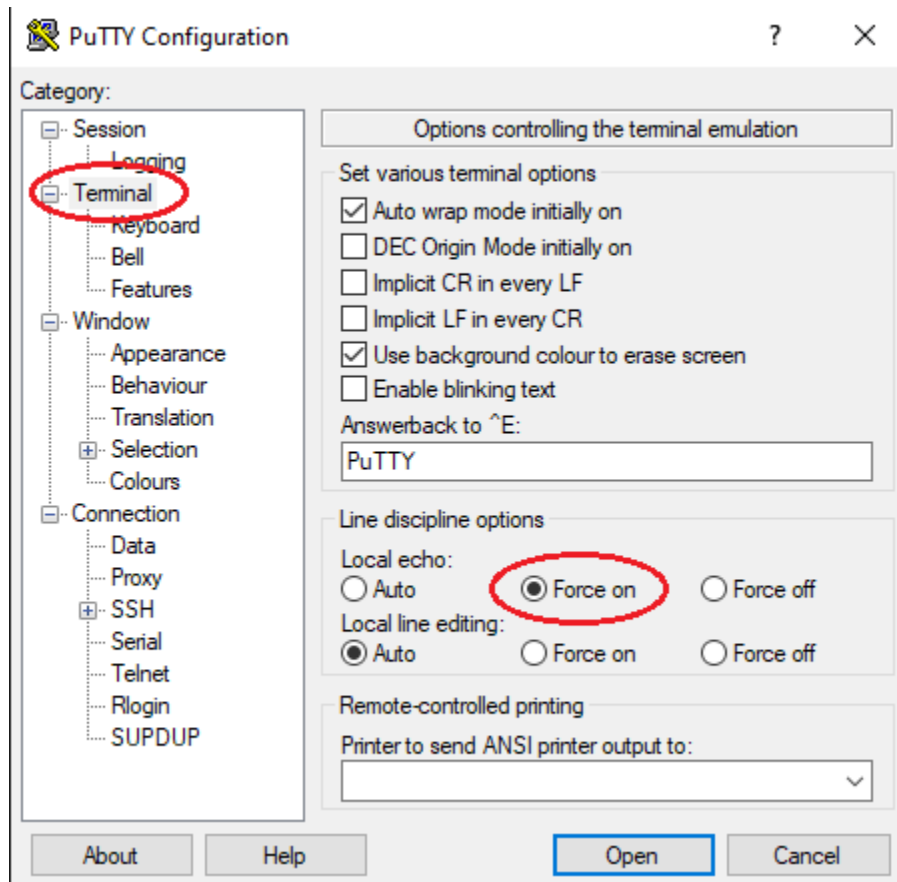 PuTTY Configuration ?
Category:
Session
Logging
Terminal
Keyboard
Bell
Features
Window
Appearance
Behaviour
Translation
Selection
Colours
Connection
Data
Proxy
SSH
Serial
Telnet
Rlogin
SUPDUP
Options controlling the terminal emulation
Set various terminal options
Auto wrap mode initially on
DEC Origin Mode initially on
Implicit CR in every LF
Implicit LF in every CR
Use background colour to erase screen
Enable blinking text
Answerback to ^E:
PuTTY
Line discipline options
Local echo:
Auto Force on Force off
Local line editing:
Auto Force on Force off
Remote-controlled printing
Printer to send ANSI printer output to:
About Help Open Cancel